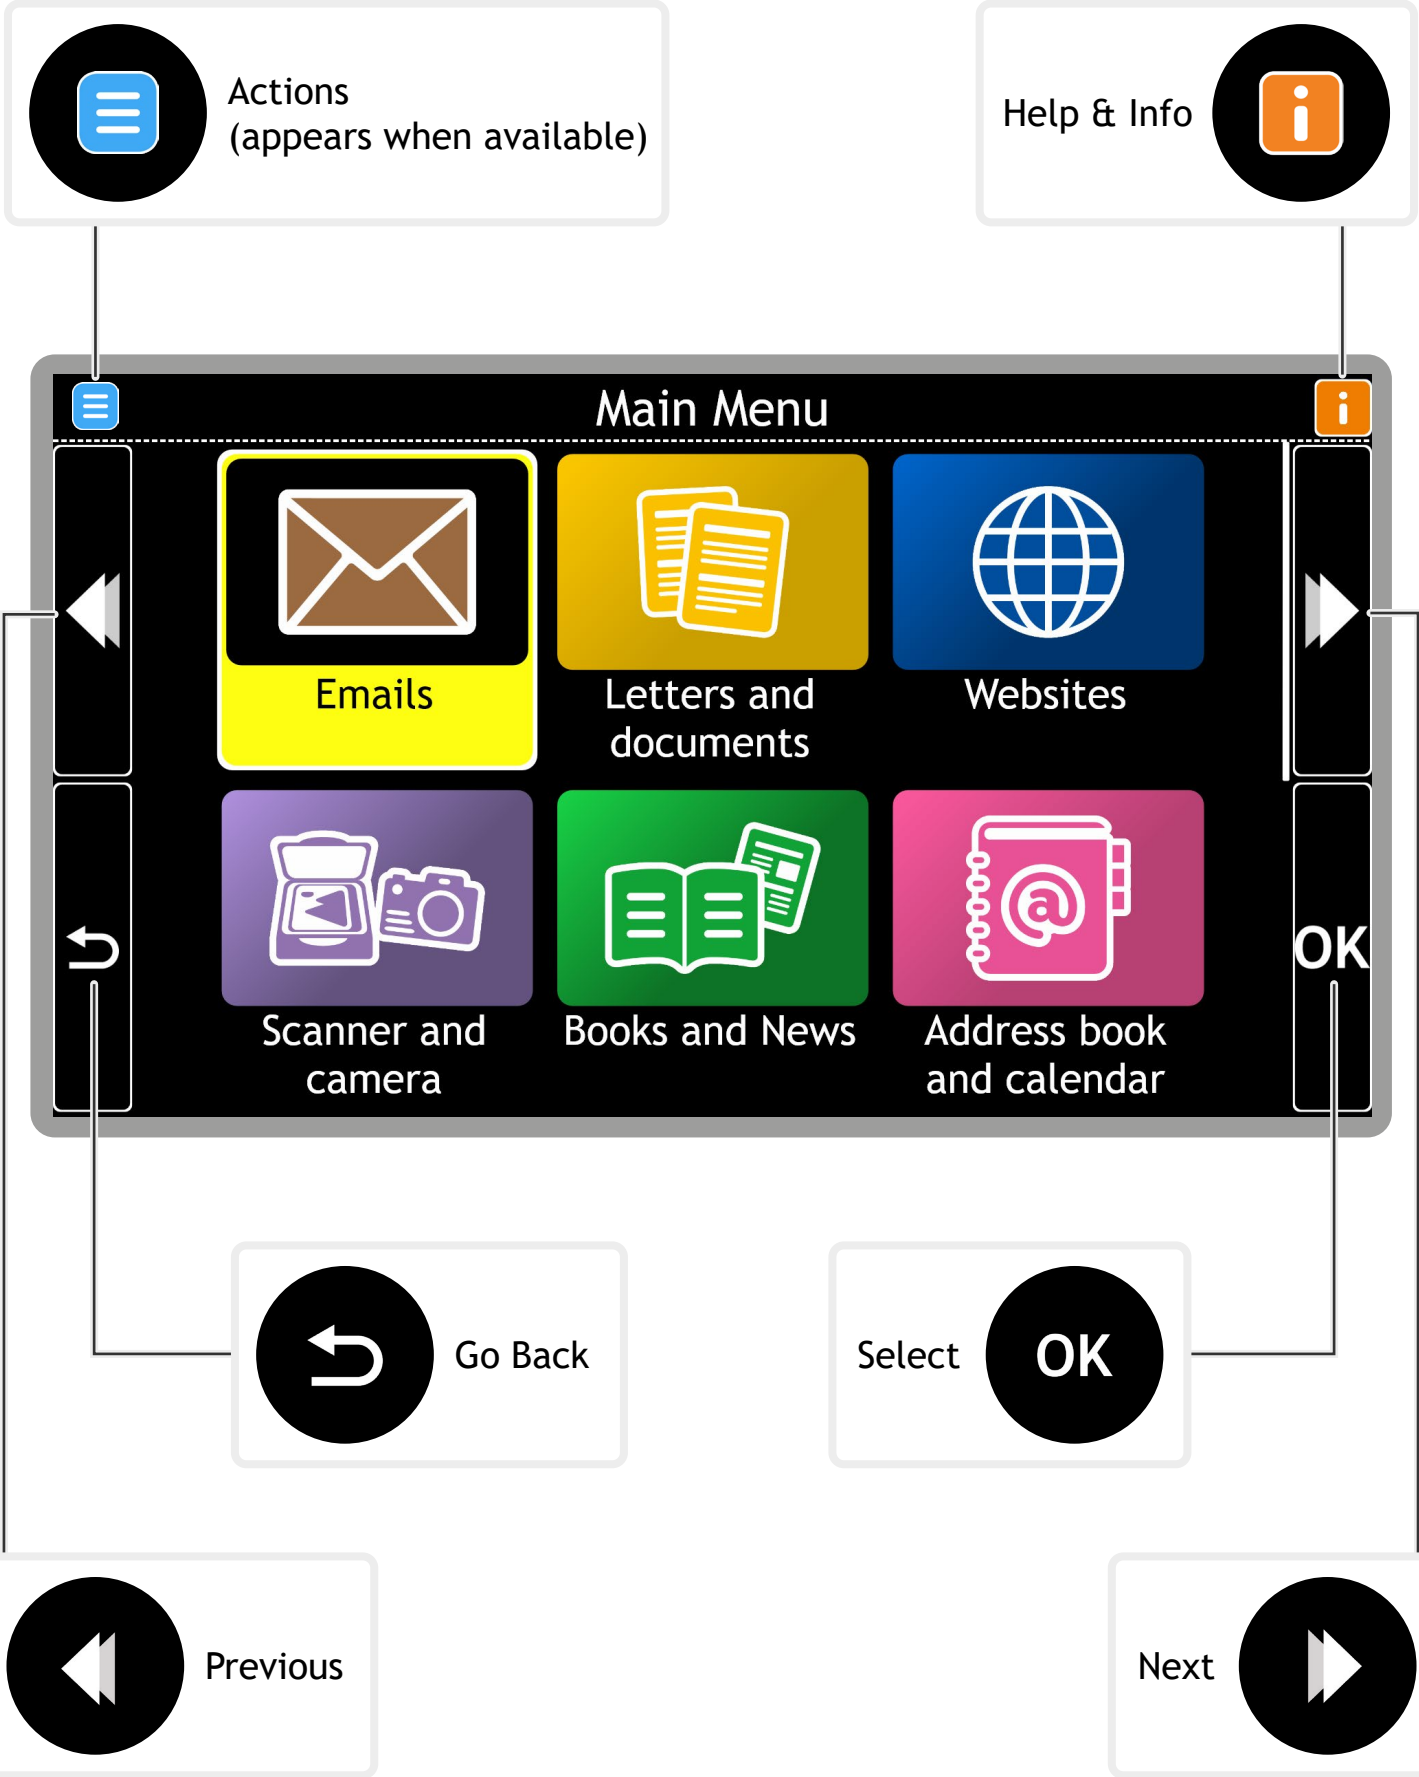 Actions
(appears when available)
Help & Info
Main Menu
Emails
Letters and
documents
Websites
Scanner and
camera
Books and News
Address book
and calendar
OK
Go Back
Select
OK
Previous
Next